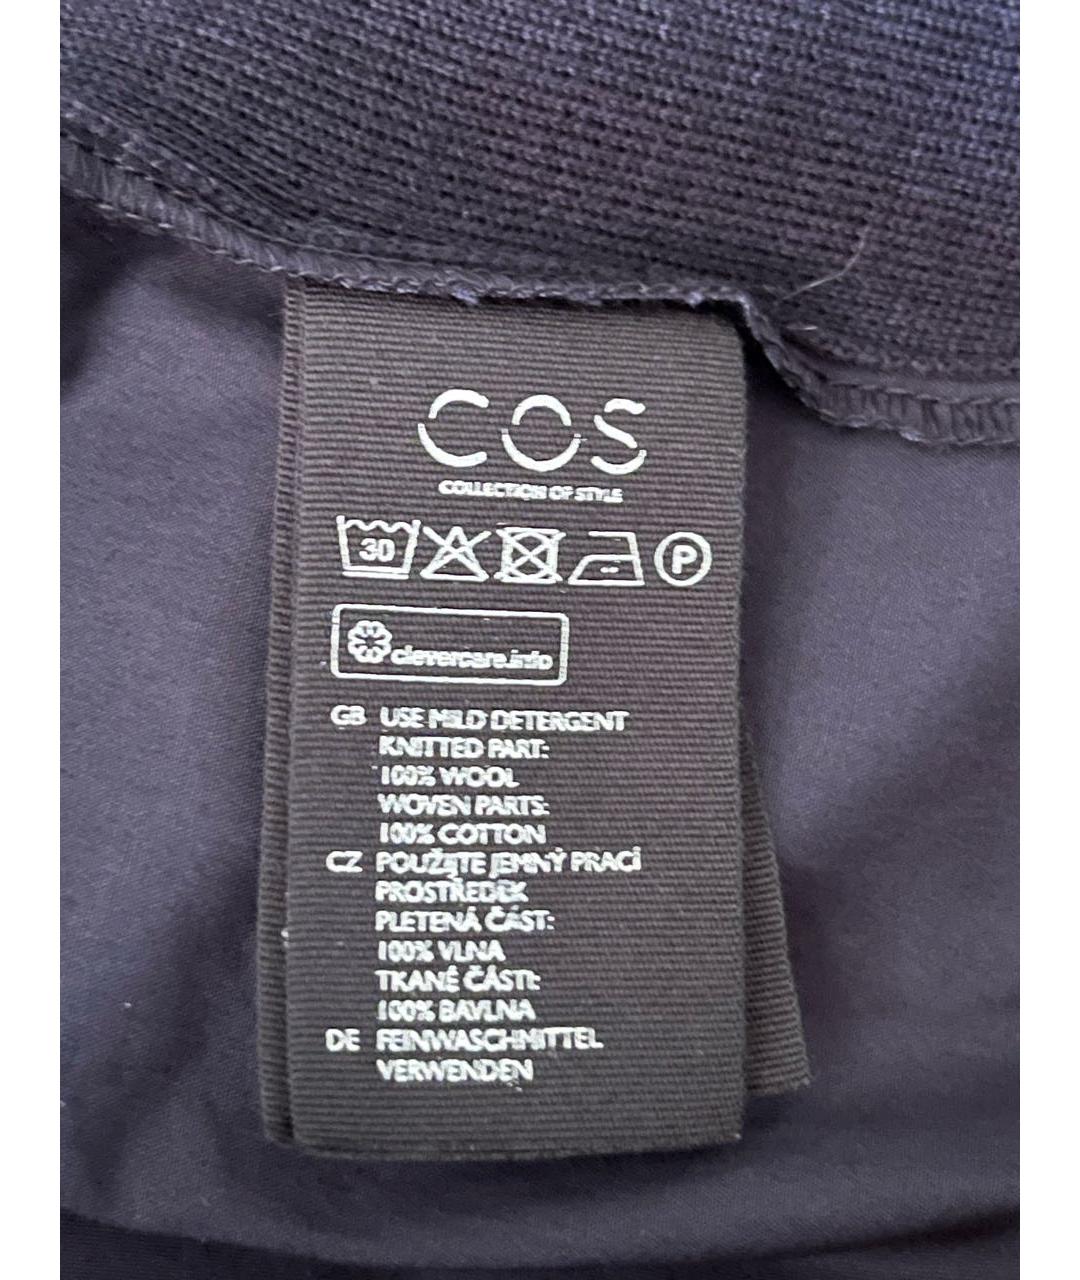 COS
COLLECTION OF STYLE
30 P
clevercare.info
GB USE MILD DETERGENT
KNITTED PART:
100% WOOL
WOVEN PARTS:
100% COTTON
CZ POUŽIJTE JEMNÝ PRACÍ
PROSTŘEDEK
PLETENÁ ČÁST:
100% VLNA
TKANÉ ČÁSTI:
100% BAVLNA
DE FEINWASCHMITTEL
VERWENDEN